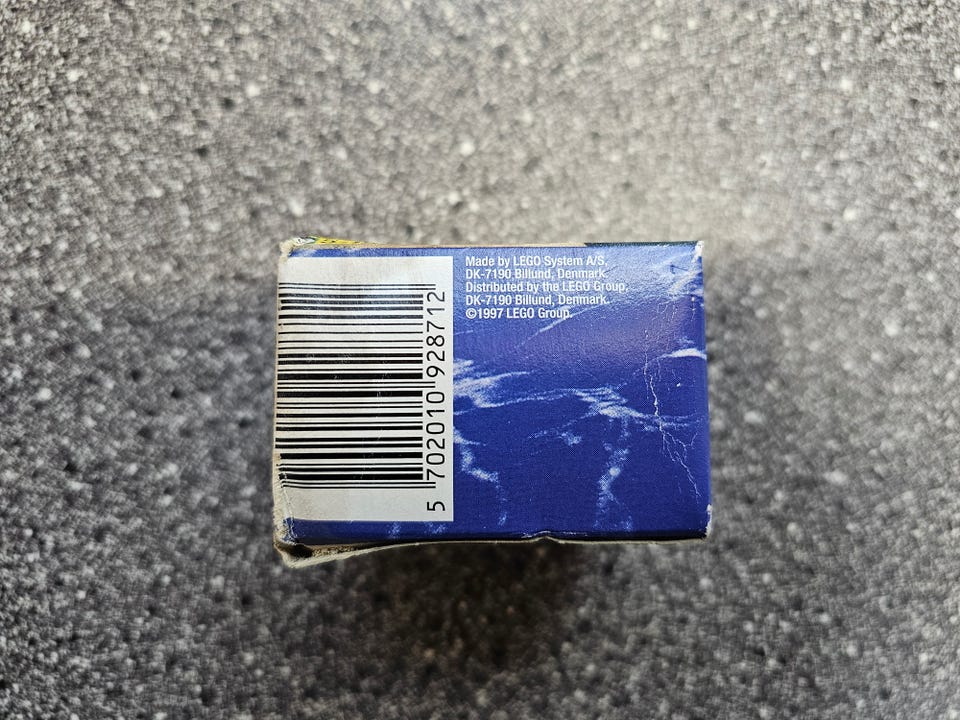 Made by LEGO System A/S,
DK-7190 Billund, Denmark.
Distributed by the LEGO Group,
DK-7190 Billund, Denmark.
©1997 LEGO Group.
5 702010 928712